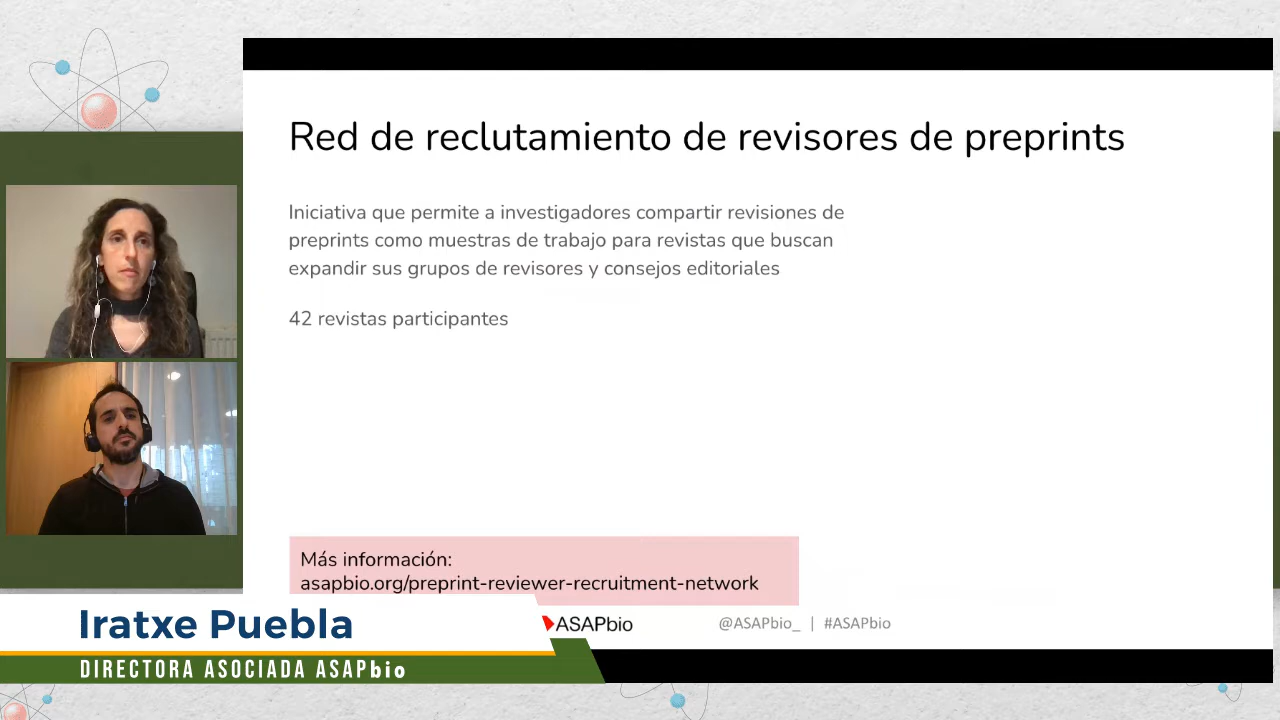 Red de reclutamiento de revisores de preprints
Iniciativa que permite a investigadores compartir revisiones de
preprints como muestras de trabajo para revistas que buscan
expandir sus grupos de revisores y consejos editoriales
42 revistas participantes
Más información:
asapbio.org/preprint-reviewer-recruitment-network
ASAPbio
@ASAPbio_ | #ASAPbio
Iratxe Puebla
DIRECTORA ASOCIADA ASAPbio